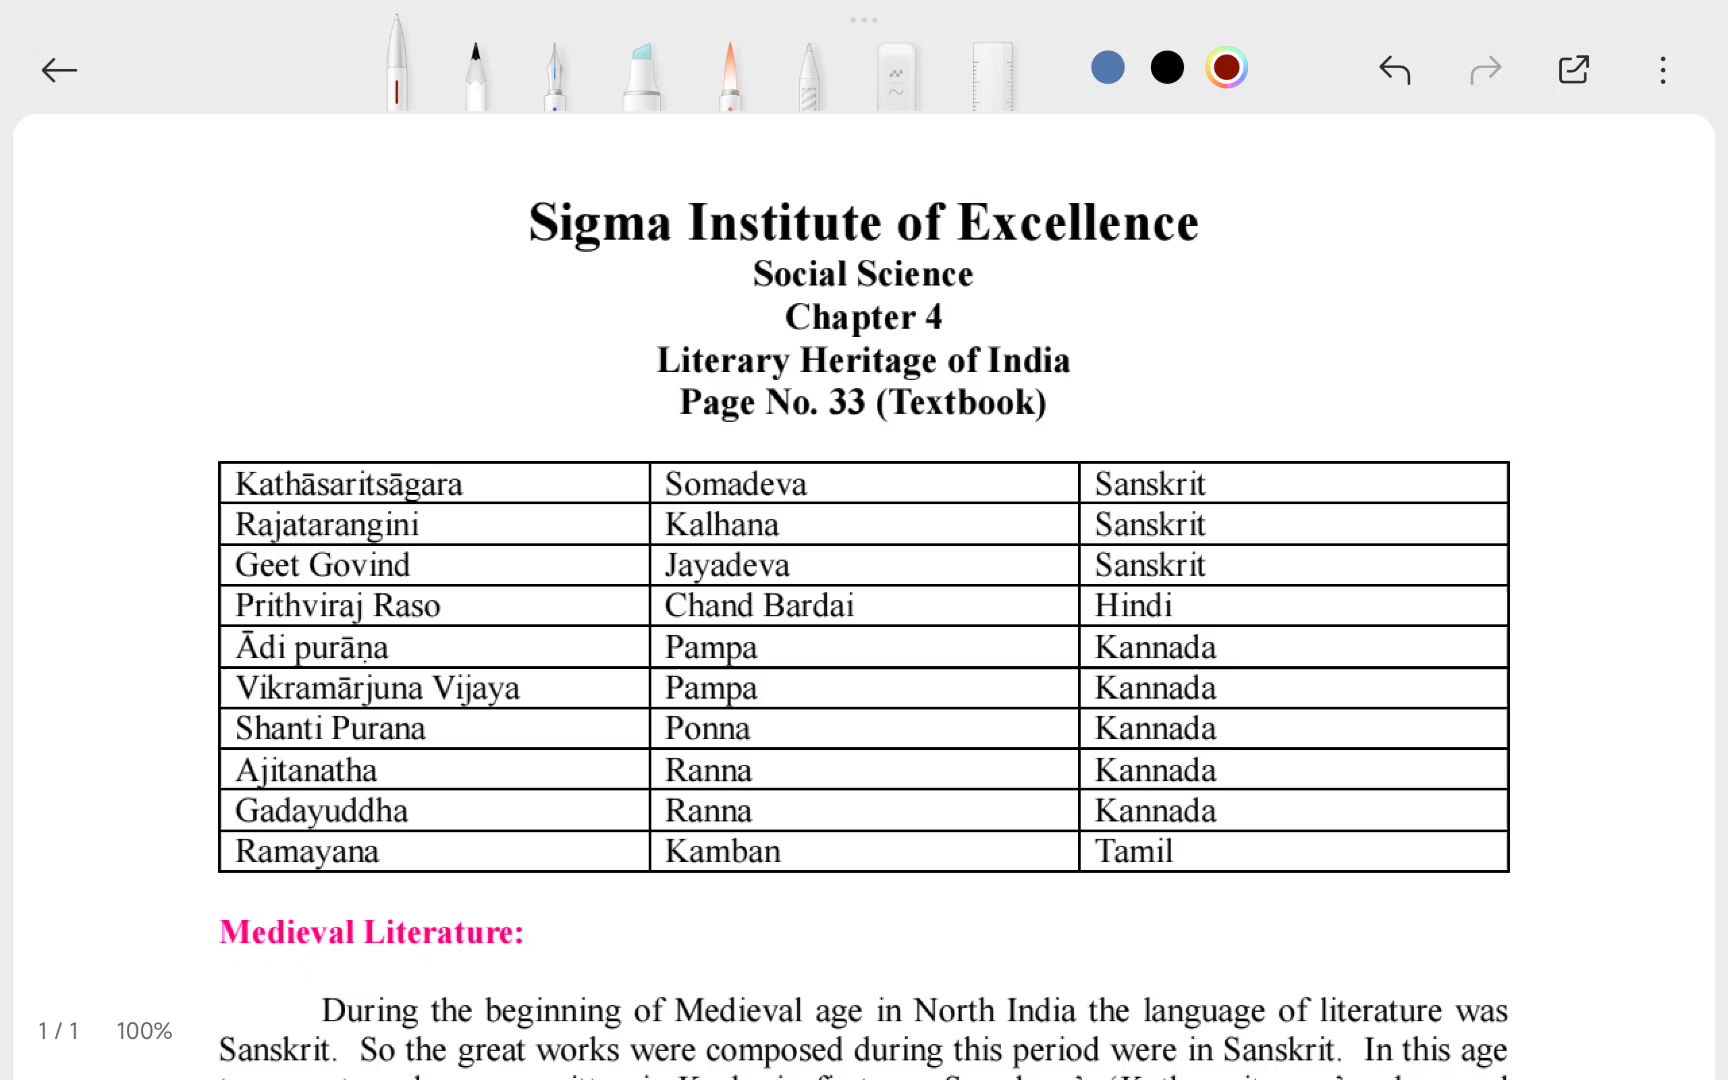 Sigma Institute of Excellence
Social Science
Chapter 4
Literary Heritage of India
Page No. 33 (Textbook)
Kathāsaritsāgara Somadeva Sanskrit
Rajatarangini Kalhana Sanskrit
Geet Govind Jayadeva Sanskrit
Prithviraj Raso Chand Bardai Hindi
Ādi purāṇa Pampa Kannada
Vikramārjuna Vijaya Pampa Kannada
Shanti Purana Ponna Kannada
Ajitanatha Ranna Kannada
Gadayuddha Ranna Kannada
Ramayana Kamban Tamil
Medieval Literature:
During the beginning of Medieval age in North India the language of literature was
Sanskrit. So the great works were composed during this period were in Sanskrit. In this age
1 / 1 100%